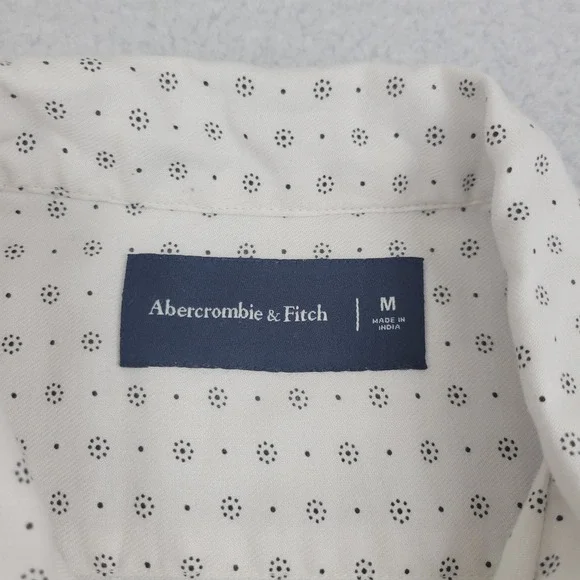 Abercrombie & Fitch
M
MADE IN
INDIA